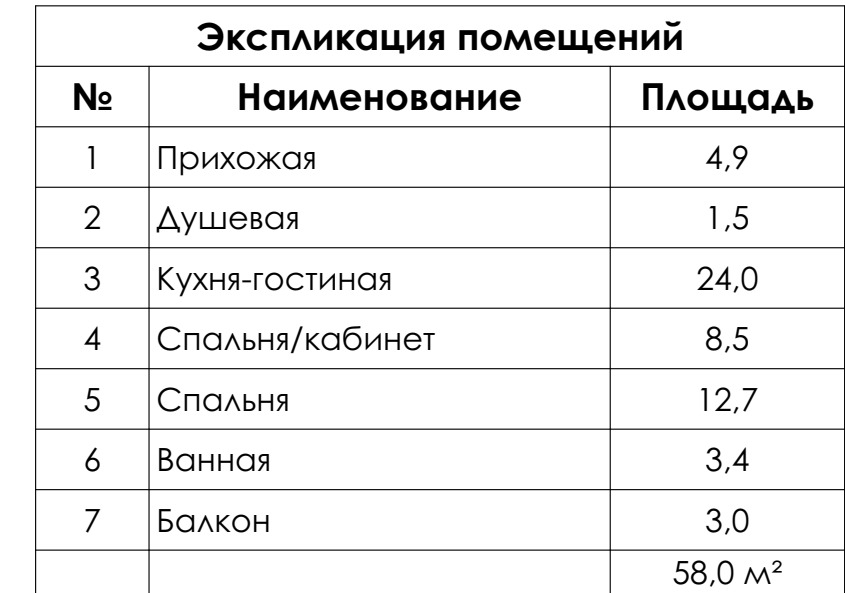 Экспликация помещений
№ Наименование Площадь
1 Прихожая 4,9
2 Душевая 1,5
3 Кухня-гостиная 24,0
4 Спальня/кабинет 8,5
5 Спальня 12,7
6 Ванная 3,4
7 Балкон 3,0
58,0 м²